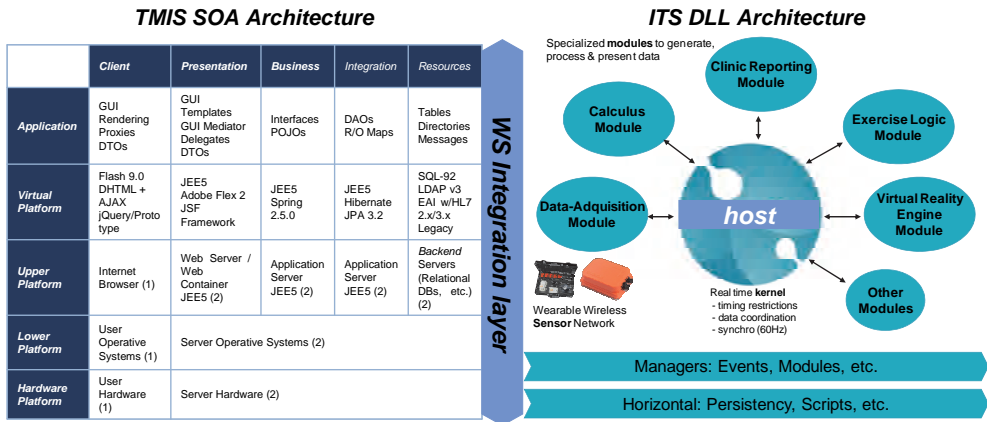 TMIS SOA Architecture
Client
Presentation
Business
Integration
Resources
Application
GUI
Rendering
Proxies
DTOs
GUI
Templates
GUI Mediator
Delegates
DTOs
Interfaces
POJOs
DAOs
R/O Maps
Tables
Directories
Messages
Virtual
Platform
Flash 9.0
DHTML +
AJAX
jQuery/Proto
type
JEE5
Adobe Flex 2
JSF
Framework
JEE5
Spring
2.5.0
JEE5
Hibernate
JPA 3.2
SQL-92
LDAP v3
EAI w/HL7
2.x/3.x
Legacy
Upper
Platform
Internet
Browser (1)
Web Server /
Web
Container
JEE5 (2)
Application
Server
JEE5 (2)
Application
Server
JEE5 (2)
Backend
Servers
(Relational
DBs, etc.)
(2)
Lower
Platform
User
Operative
Systems (1)
Server Operative Systems (2)
Hardware
Platform
User
Hardware
(1)
Server Hardware (2)
WS Integration layer
ITS DLL Architecture
Specialized modules to generate,
process & present data
Clinic Reporting
Module
Calculus
Module
Exercise Logic
Module
Data-Adquisition
Module
host
Virtual Reality
Engine
Module
Other
Modules
Wearable Wireless
Sensor Network
Real time kernel
- timing restrictions
- data coordination
- synchro (60Hz)
Managers: Events, Modules, etc.
Horizontal: Persistency, Scripts, etc.